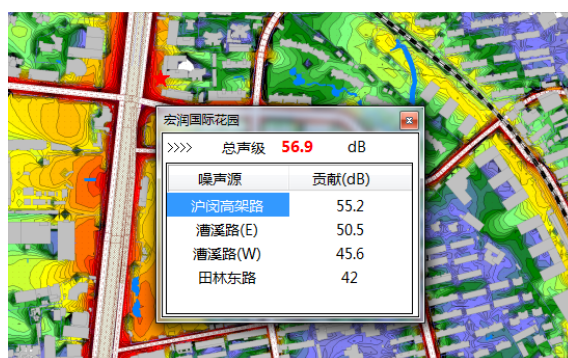 宏润国际花园
>>>> 总声级 56.9 dB
噪声源 贡献(dB)
沪闵高架路 55.2
漕溪路(E) 50.5
漕溪路(W) 45.6
田林东路 42